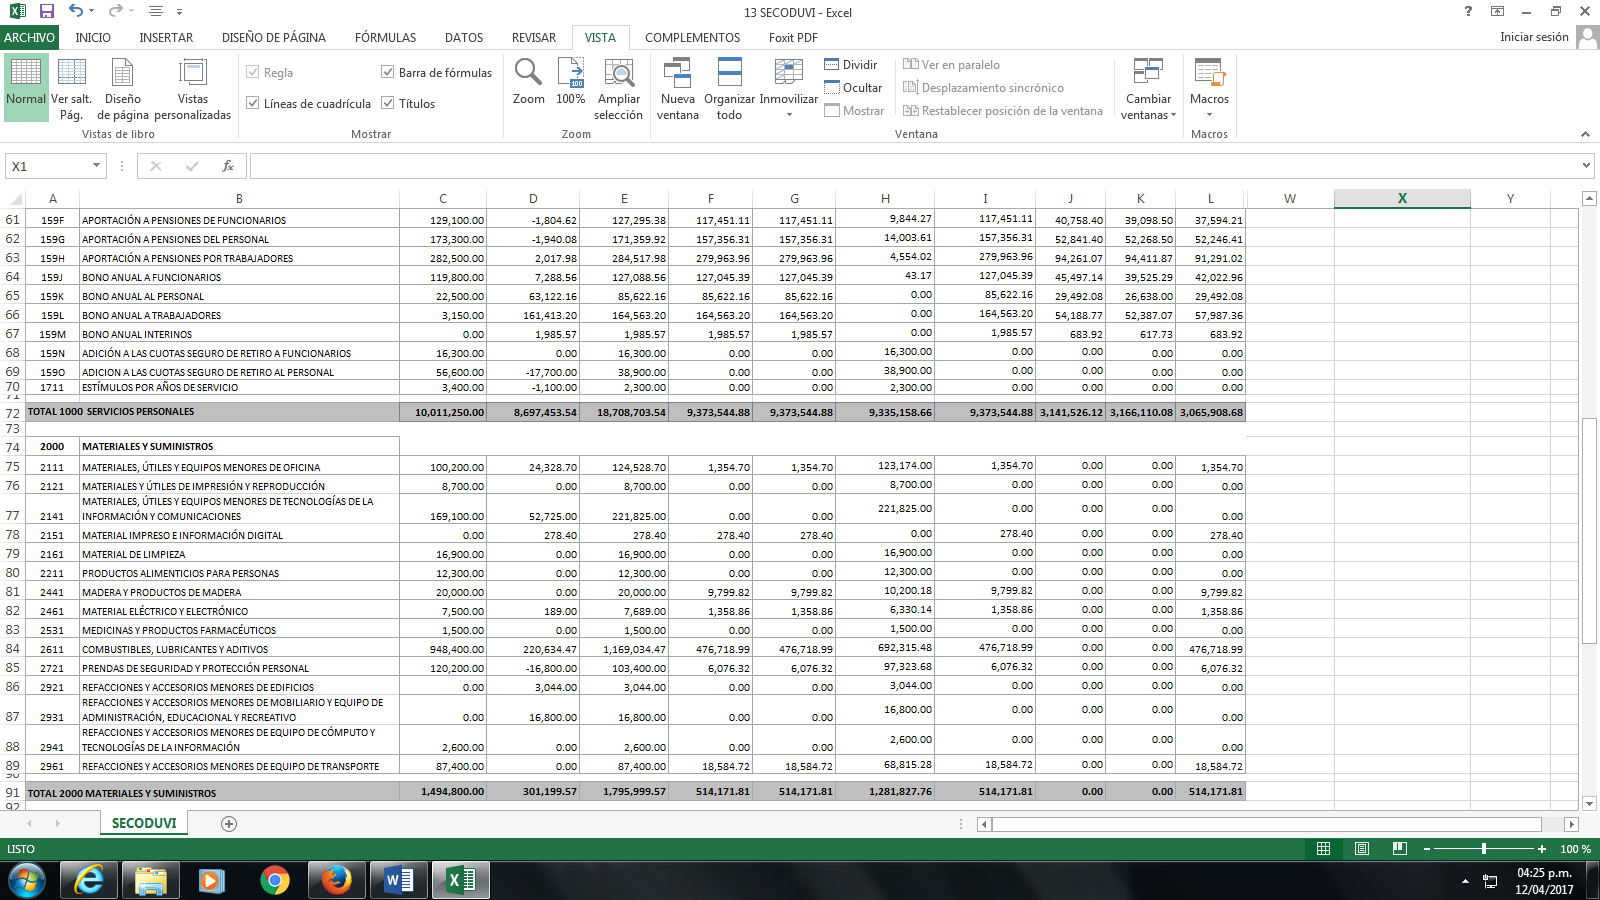 13 SECODUVI - Excel
ARCHIVO INICIO INSERTAR DISEÑO DE PÁGINA FÓRMULAS DATOS REVISAR VISTA COMPLEMENTOS Foxit PDF Iniciar sesión
Normal Ver salt. Pág. Diseño de página Vistas personalizadas
Vistas de libro
Regla Barra de fórmulas
Líneas de cuadrícula Títulos
Mostrar
Zoom 100% Ampliar selección
Zoom
Nueva ventana Organizar todo Inmovilizar
Dividir
Ocultar
Mostrar
Ver en paralelo
Desplazamiento sincrónico
Restablecer posición de la ventana
Cambiar ventanas
Ventana
Macros
Macros
X1 fx
A B C D E F G H I J K L W X Y
61 159F APORTACIÓN A PENSIONES DE FUNCIONARIOS 129,100.00 -1,804.62 127,295.38 117,451.11 117,451.11 9,844.27 117,451.11 40,758.40 39,098.50 37,594.21
62 159G APORTACIÓN A PENSIONES DEL PERSONAL 173,300.00 -1,940.08 171,359.92 157,356.31 157,356.31 14,003.61 157,356.31 52,841.40 52,268.50 52,246.41
63 159H APORTACIÓN A PENSIONES POR TRABAJADORES 282,500.00 2,017.98 284,517.98 279,963.96 279,963.96 4,554.02 279,963.96 94,261.07 94,411.87 91,291.02
64 159J BONO ANUAL A FUNCIONARIOS 119,800.00 7,288.56 127,088.56 127,045.39 127,045.39 43.17 127,045.39 45,497.14 39,525.29 42,022.96
65 159K BONO ANUAL AL PERSONAL 22,500.00 63,122.16 85,622.16 85,622.16 85,622.16 0.00 85,622.16 29,492.08 26,638.00 29,492.08
66 159L BONO ANUAL A TRABAJADORES 3,150.00 161,413.20 164,563.20 164,563.20 164,563.20 0.00 164,563.20 54,188.77 52,387.07 57,987.36
67 159M BONO ANUAL INTERINOS 0.00 1,985.57 1,985.57 1,985.57 1,985.57 0.00 1,985.57 683.92 617.73 683.92
68 159N ADICIÓN A LAS CUOTAS SEGURO DE RETIRO A FUNCIONARIOS 16,300.00 0.00 16,300.00 0.00 0.00 16,300.00 0.00 0.00 0.00 0.00
69 159O ADICION A LAS CUOTAS SEGURO DE RETIRO AL PERSONAL 56,600.00 -17,700.00 38,900.00 0.00 0.00 38,900.00 0.00 0.00 0.00 0.00
70 1711 ESTÍMULOS POR AÑOS DE SERVICIO 3,400.00 -1,100.00 2,300.00 0.00 0.00 2,300.00 0.00 0.00 0.00 0.00
71
72 TOTAL 1000 SERVICIOS PERSONALES 10,011,250.00 8,697,453.54 18,708,703.54 9,373,544.88 9,373,544.88 9,335,158.66 9,373,544.88 3,141,526.12 3,166,110.08 3,065,908.68
73
74 2000 MATERIALES Y SUMINISTROS
75 2111 MATERIALES, ÚTILES Y EQUIPOS MENORES DE OFICINA 100,200.00 24,328.70 124,528.70 1,354.70 1,354.70 123,174.00 1,354.70 0.00 0.00 1,354.70
76 2121 MATERIALES Y ÚTILES DE IMPRESIÓN Y REPRODUCCIÓN 8,700.00 0.00 8,700.00 0.00 0.00 8,700.00 0.00 0.00 0.00 0.00
MATERIALES, ÚTILES Y EQUIPOS MENORES DE TECNOLOGÍAS DE LA
77 2141 INFORMACIÓN Y COMUNICACIONES 169,100.00 52,725.00 221,825.00 0.00 0.00 221,825.00 0.00 0.00 0.00 0.00
78 2151 MATERIAL IMPRESO E INFORMACIÓN DIGITAL 0.00 278.40 278.40 278.40 278.40 0.00 278.40 0.00 0.00 278.40
79 2161 MATERIAL DE LIMPIEZA 16,900.00 0.00 16,900.00 0.00 0.00 16,900.00 0.00 0.00 0.00 0.00
80 2211 PRODUCTOS ALIMENTICIOS PARA PERSONAS 12,300.00 0.00 12,300.00 0.00 0.00 12,300.00 0.00 0.00 0.00 0.00
81 2441 MADERA Y PRODUCTOS DE MADERA 20,000.00 0.00 20,000.00 9,799.82 9,799.82 10,200.18 9,799.82 0.00 0.00 9,799.82
82 2461 MATERIAL ELÉCTRICO Y ELECTRÓNICO 7,500.00 189.00 7,689.00 1,358.86 1,358.86 6,330.14 1,358.86 0.00 0.00 1,358.86
83 2531 MEDICINAS Y PRODUCTOS FARMACÉUTICOS 1,500.00 0.00 1,500.00 0.00 0.00 1,500.00 0.00 0.00 0.00 0.00
84 2611 COMBUSTIBLES, LUBRICANTES Y ADITIVOS 948,400.00 220,634.47 1,169,034.47 476,718.99 476,718.99 692,315.48 476,718.99 0.00 0.00 476,718.99
85 2721 PRENDAS DE SEGURIDAD Y PROTECCIÓN PERSONAL 120,200.00 -16,800.00 103,400.00 6,076.32 6,076.32 97,323.68 6,076.32 0.00 0.00 6,076.32
86 2921 REFACCIONES Y ACCESORIOS MENORES DE EDIFICIOS 0.00 3,044.00 3,044.00 0.00 0.00 3,044.00 0.00 0.00 0.00 0.00
REFACCIONES Y ACCESORIOS MENORES DE MOBILIARIO Y EQUIPO DE
87 2931 ADMINISTRACIÓN, EDUCACIONAL Y RECREATIVO 0.00 16,800.00 16,800.00 0.00 0.00 16,800.00 0.00 0.00 0.00 0.00
REFACCIONES Y ACCESORIOS MENORES DE EQUIPO DE CÓMPUTO Y
88 2941 TECNOLOGÍAS DE LA INFORMACIÓN 2,600.00 0.00 2,600.00 0.00 0.00 2,600.00 0.00 0.00 0.00 0.00
89 2961 REFACCIONES Y ACCESORIOS MENORES DE EQUIPO DE TRANSPORTE 87,400.00 0.00 87,400.00 18,584.72 18,584.72 68,815.28 18,584.72 0.00 0.00 18,584.72
90
91 TOTAL 2000 MATERIALES Y SUMINISTROS 1,494,800.00 301,199.57 1,795,999.57 514,171.81 514,171.81 1,281,827.76 514,171.81 0.00 0.00 514,171.81
92
SECODUVI
LISTO 100 %
04:25 p.m.
12/04/2017